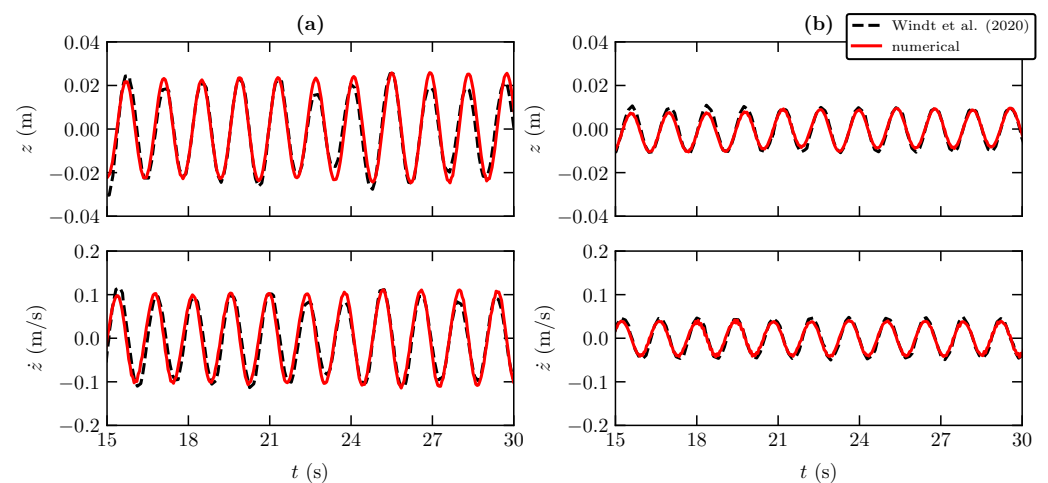 (a)
(b)
Windt et al. (2020)
numerical
0.04
0.02
0.00
−0.02
−0.04
z (m)
0.04
0.02
0.00
−0.02
−0.04
z (m)
0.2
0.1
0.0
−0.1
−0.2
ż (m/s)
15 18 21 24 27 30
t (s)
0.2
0.1
0.0
−0.1
−0.2
ż (m/s)
15 18 21 24 27 30
t (s)